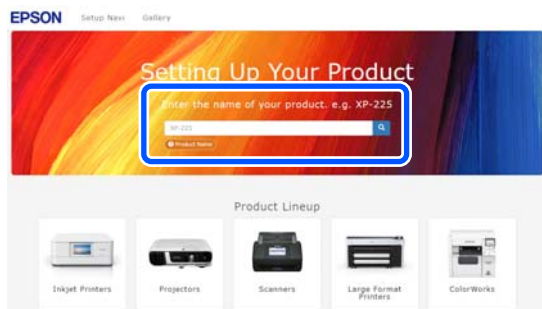 EPSON Setup Navi Gallery
Setting Up Your Product
Enter the name of your product. e.g. XP-225
XP-225
Product Name
Product Lineup
Inkjet Printers
Projectors
Scanners
Large Format
Printers
ColorWorks